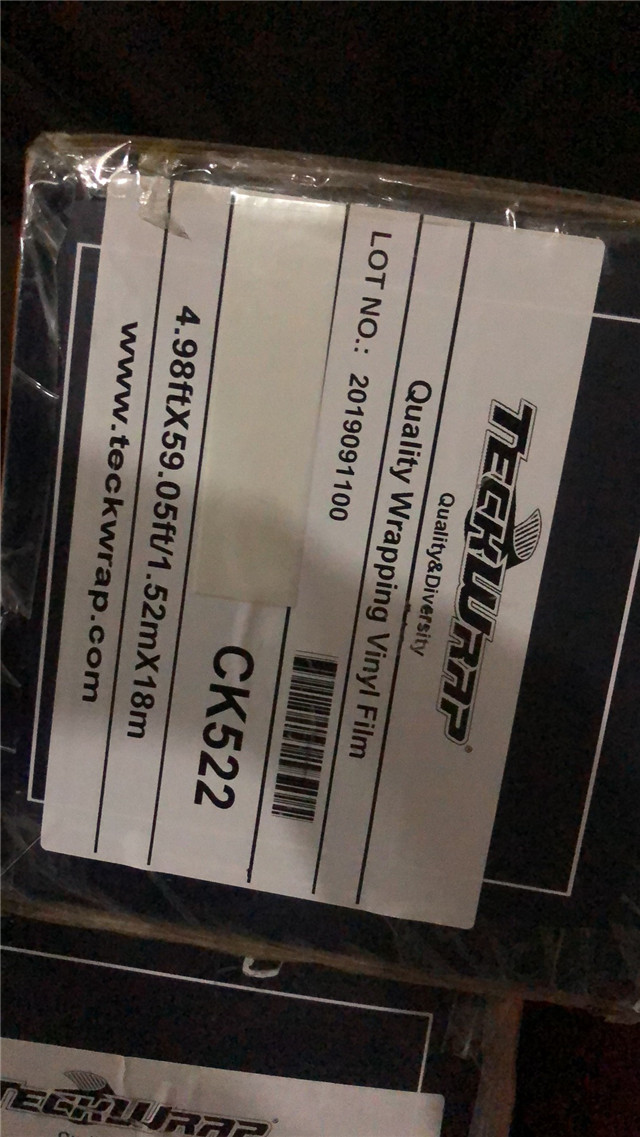 TECKWRAP®
Quality&Diversity
Quality Wrapping Vinyl Film
LOT NO.: 2019091100
CK522
4.98ftX59.05ft/1.52mX18m
www.teckwrap.com
TECKWRAP